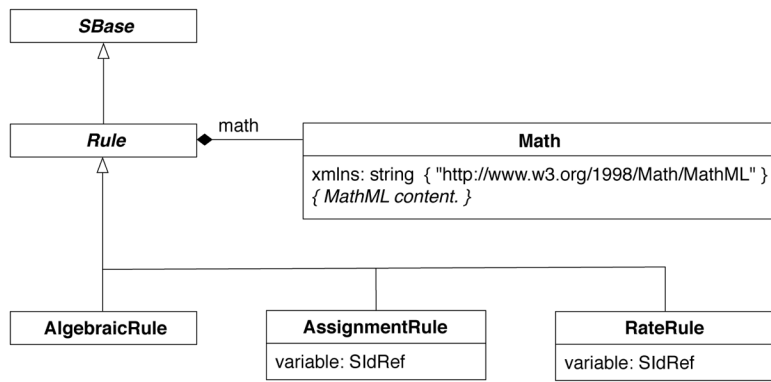 SBase
Rule
math
Math
xmlns: string { "http://www.w3.org/1998/Math/MathML" }
{ MathML content. }
AlgebraicRule
AssignmentRule
variable: SIdRef
RateRule
variable: SIdRef